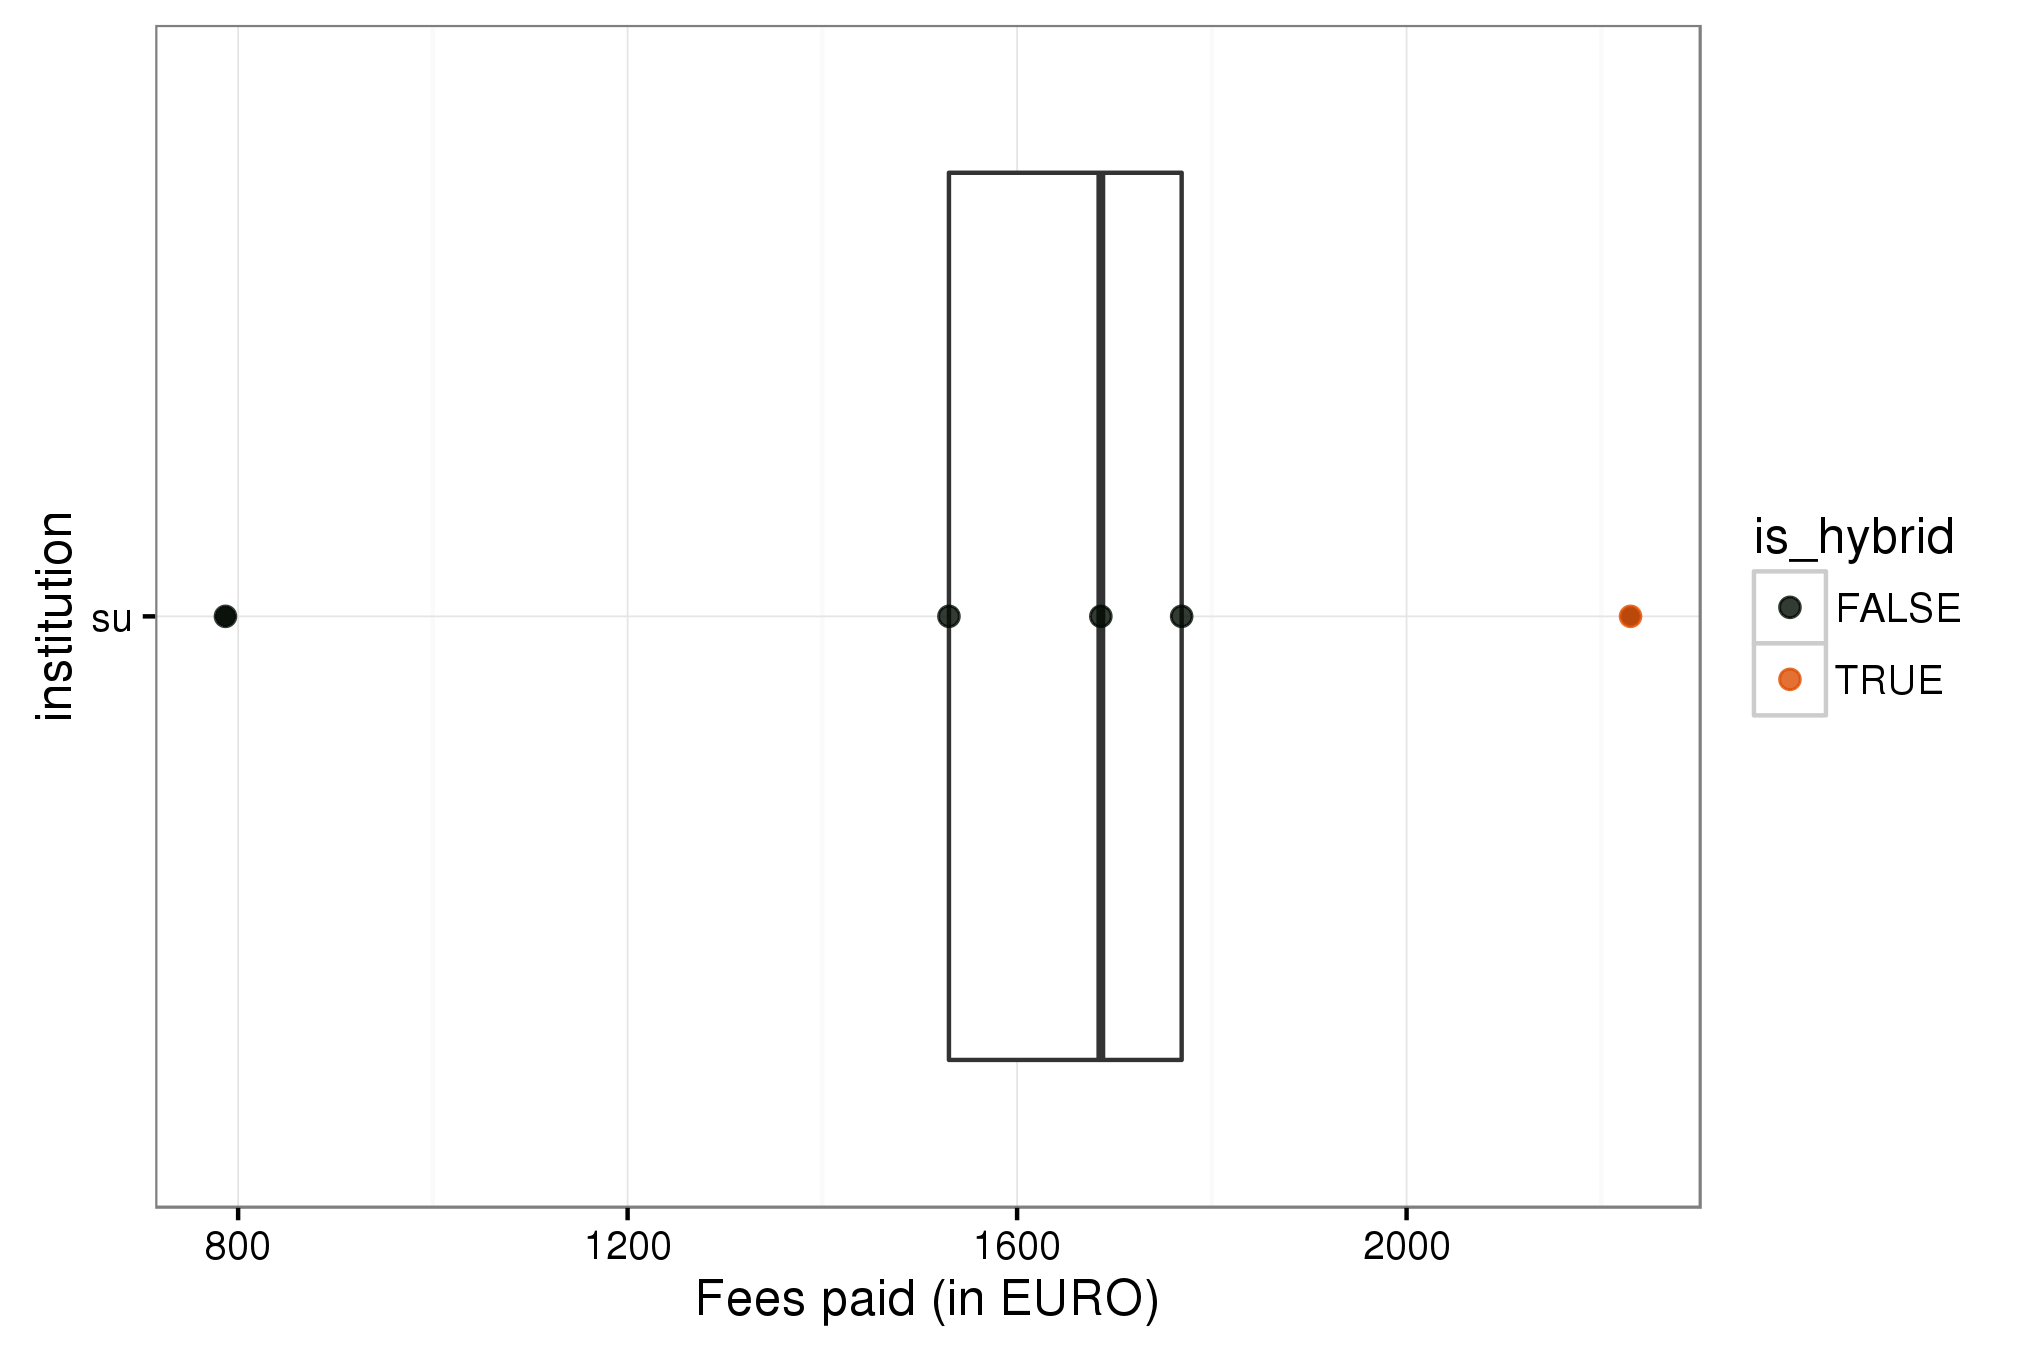 institution
su
800 1200 1600 2000
Fees paid (in EURO)
is_hybrid
FALSE
TRUE